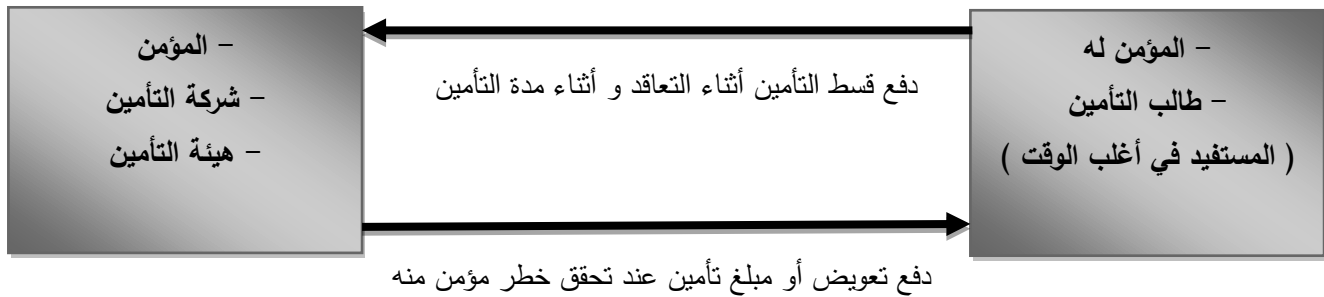 - المؤمن له
- طالب التأمين
( المستفيد في أغلب الوقت )
دفع قسط التأمين أثناء التعاقد و أثناء مدة التأمين
- المؤمن
- شركة التأمين
- هيئة التأمين
دفع تعويض أو مبلغ تأمين عند تحقق خطر مؤمن منه